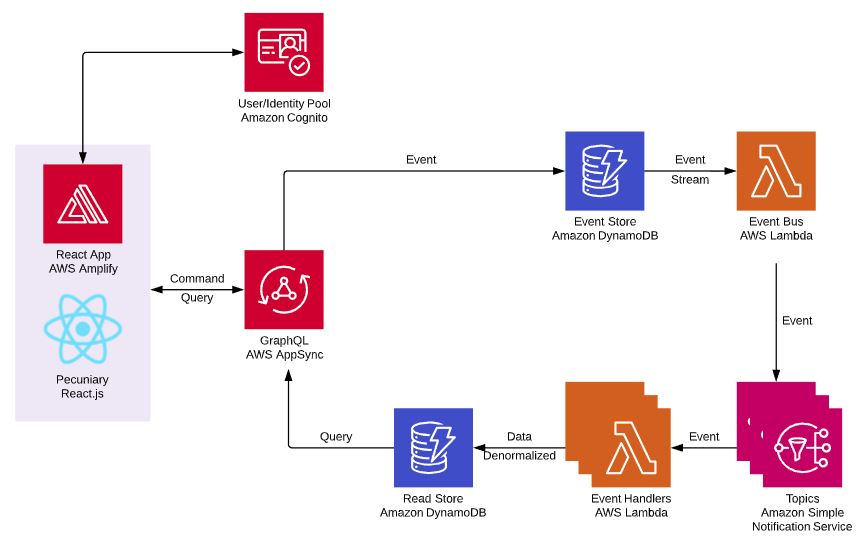 User/Identity Pool
Amazon Cognito
Event
Event
Stream
Event Store
Amazon DynamoDB
Event Bus
AWS Lambda
React App
AWS Amplify
Command
Query
Event
GraphQL
AWS AppSync
Pecuniary
React.js
Query
Data
Denormalized
Event
Read Store
Amazon DynamoDB
Event Handlers
AWS Lambda
Topics
Amazon Simple
Notification Service